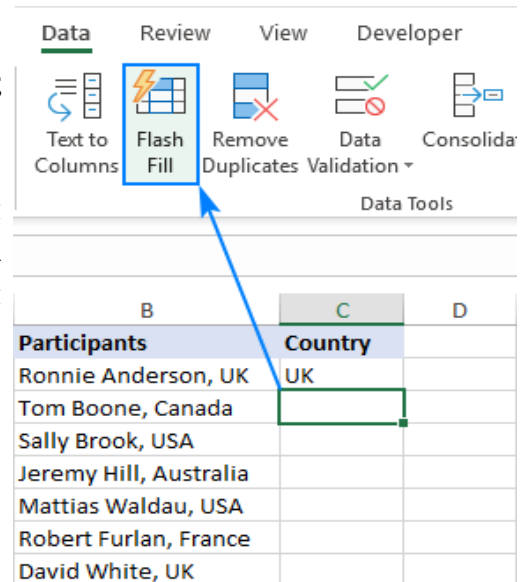 Data Review View Developer
Text to Columns Flash Fill Remove Duplicates Data Validation Consolidat
Data Tools
B C D
Participants Country
Ronnie Anderson, UK UK
Tom Boone, Canada
Sally Brook, USA
Jeremy Hill, Australia
Mattias Waldau, USA
Robert Furlan, France
David White, UK